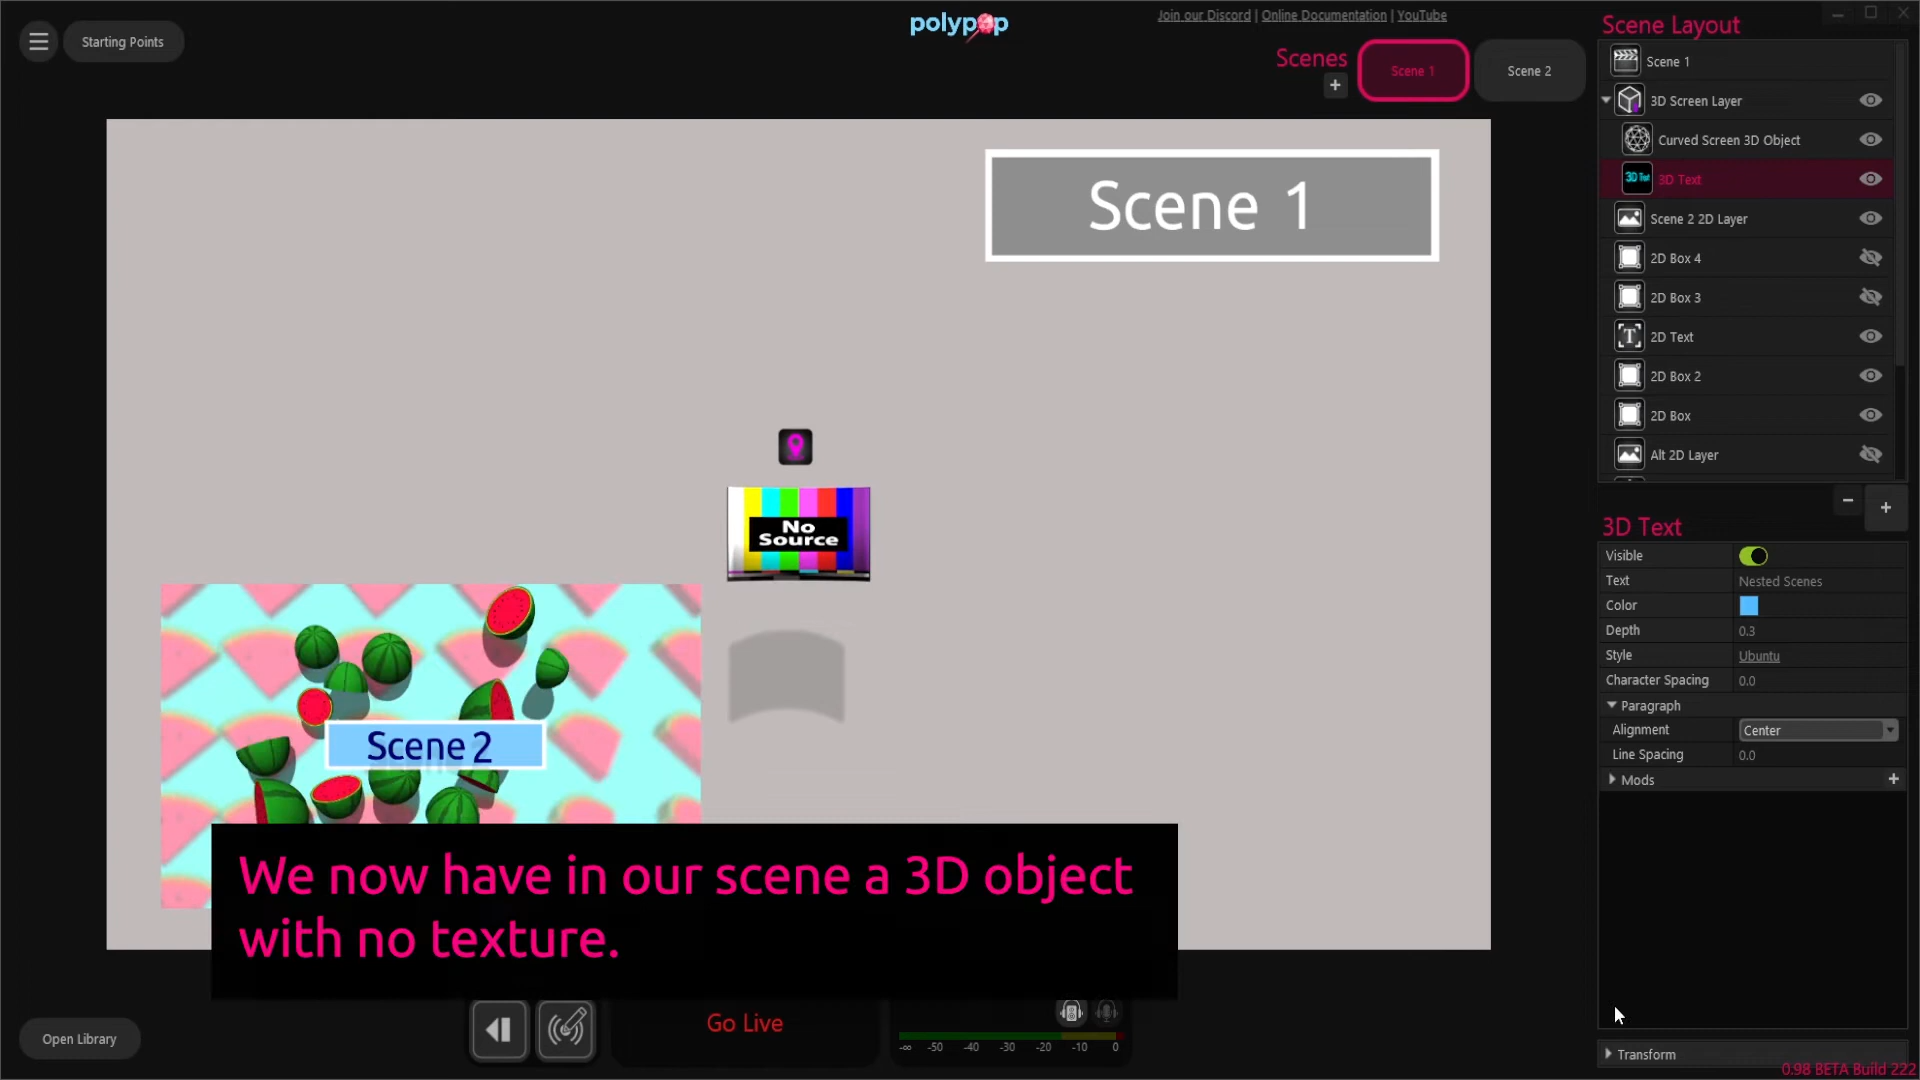 Starting Points
polypop
Join our Discord | Online Documentation | YouTube
Scenes
+
Scene 1
Scene 2
Scene Layout
Scene 1
3D Screen Layer
Curved Screen 3D Object
3D Text
3D Text
Scene 2 2D Layer
2D Box 4
2D Box 3
T
2D Text
2D Box 2
2D Box
Alt 2D Layer
-
+
Scene 1
No
Source
Scene 2
We now have in our scene a 3D object
with no texture.
3D Text
Visible
Text
Nested Scenes
Color
Depth
0.3
Style
Ubuntu
Character Spacing
0.0
Paragraph
Alignment
Center
Line Spacing
0.0
Mods
+
Open Library
Go Live
-∞ -50 -40 -30 -20 -10 0
Transform
0.98 BETA Build 222